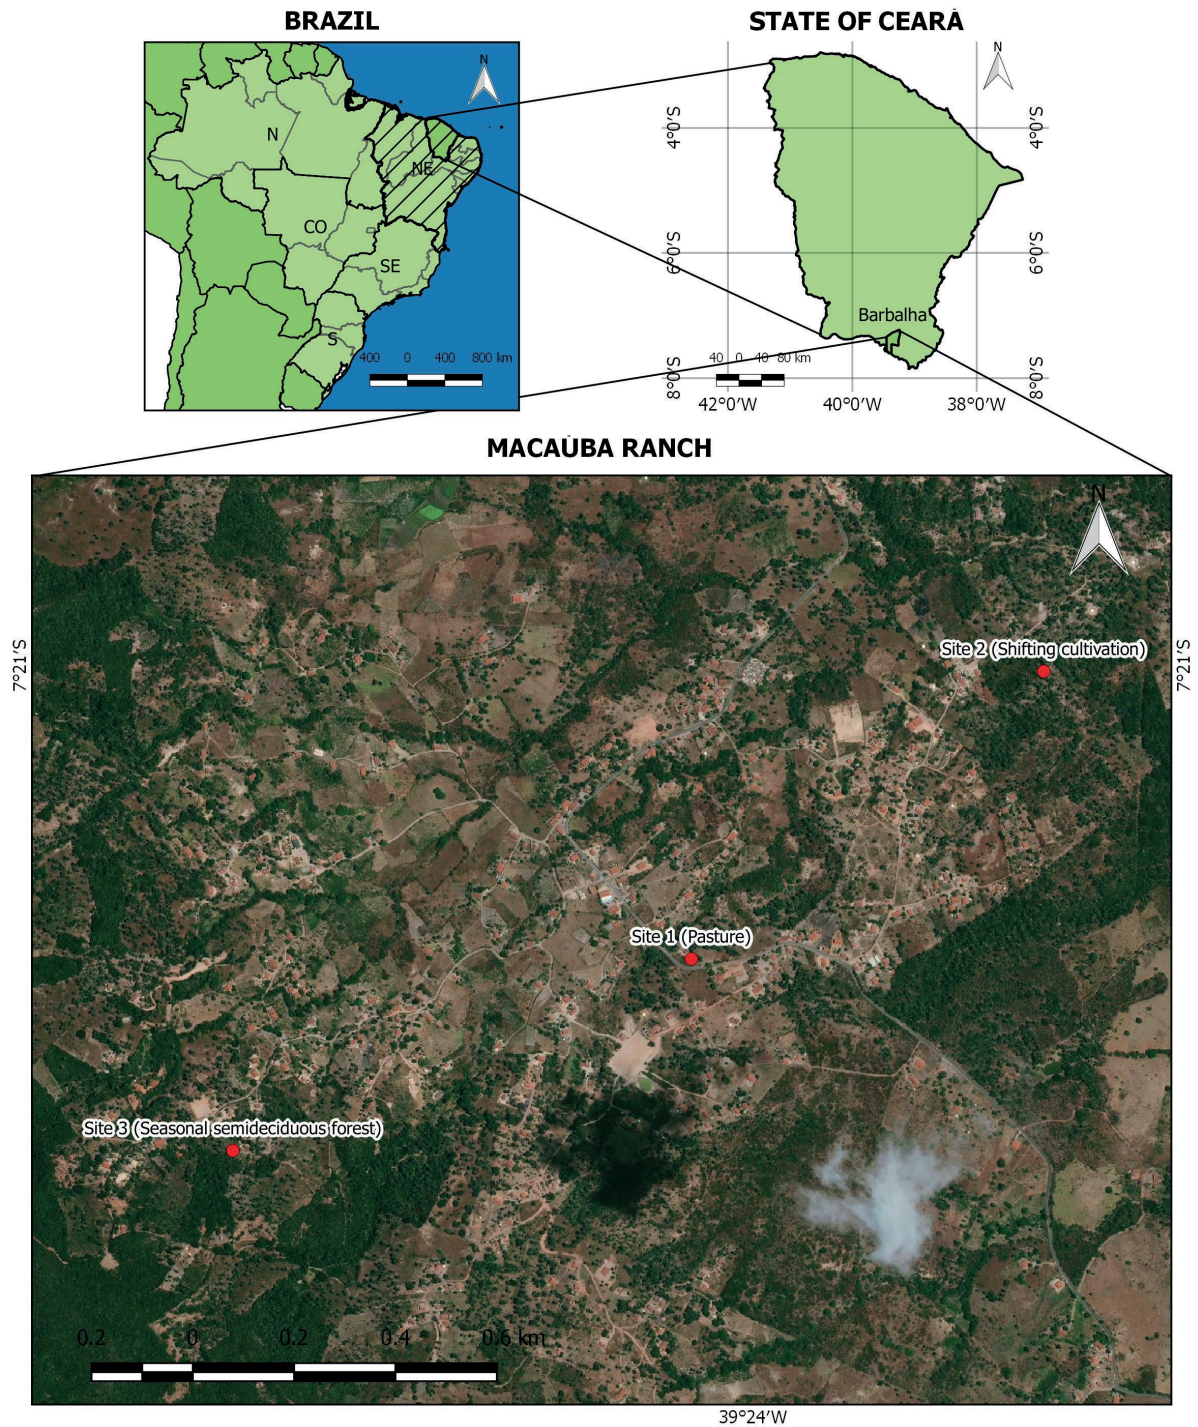 BRAZIL
STATE OF CEARÁ
N
N
N
NE
CO
SE
S
400 0 400 800 km
4°0'S
4°0'S
6°0'S
6°0'S
8°0'S
8°0'S
Barbalha
40 0 40 80 km
42°0'W 40°0'W 38°0'W
MACAÚBA RANCH
N
7°21'S
7°21'S
Site 2 (Shifting cultivation)
Site 1 (Pasture)
Site 3 (Seasonal semideciduous forest)
0.2 0 0.2 0.4 0.6 km
39°24'W